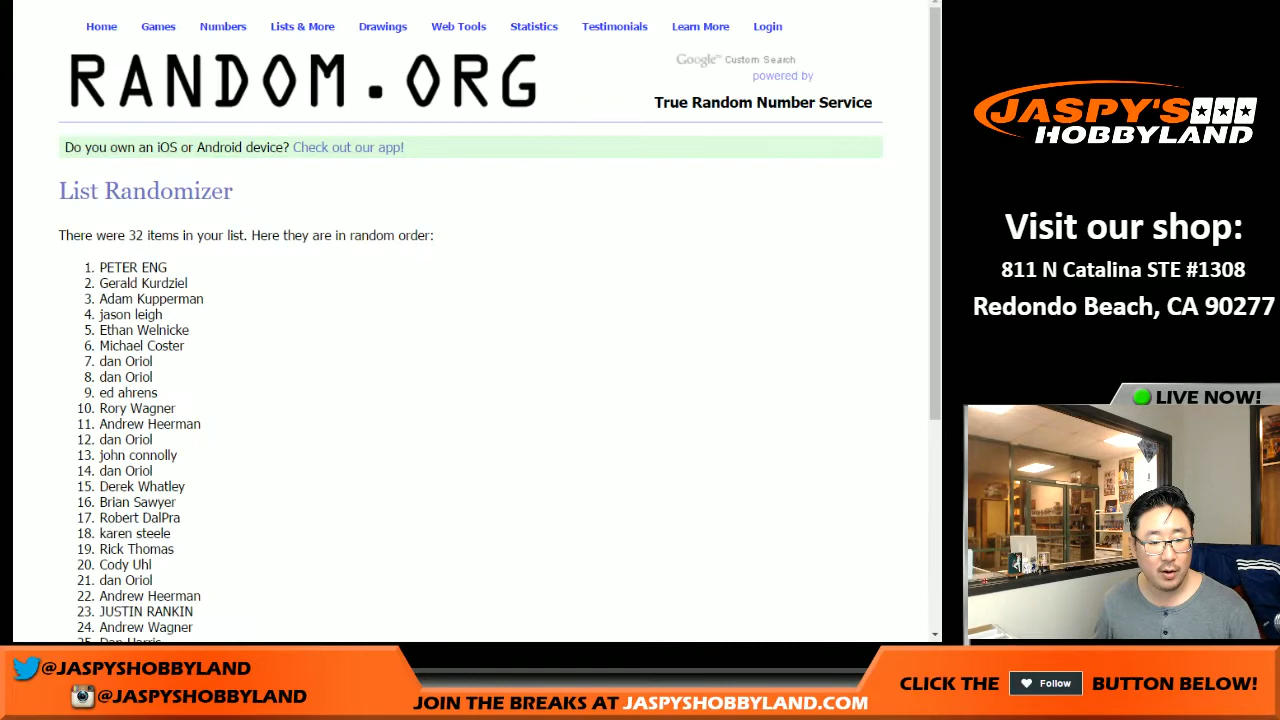 Home Games Numbers Lists & More Drawings Web Tools Statistics Testimonials Learn More Login
RANDOM.ORG
Google™ Custom Search
powered by
True Random Number Service
Do you own an iOS or Android device? Check out our app!
List Randomizer
There were 32 items in your list. Here they are in random order:
1. PETER ENG
2. Gerald Kurdziel
3. Adam Kupperman
4. jason leigh
5. Ethan Welnicke
6. Michael Coster
7. dan Oriol
8. dan Oriol
9. ed ahrens
10. Rory Wagner
11. Andrew Heerman
12. dan Oriol
13. john connolly
14. dan Oriol
15. Derek Whatley
16. Brian Sawyer
17. Robert DalPra
18. karen steele
19. Rick Thomas
20. Cody Uhl
21. dan Oriol
22. Andrew Heerman
23. JUSTIN RANKIN
24. Andrew Wagner
25. Dan Harris
JASPY'S
HOBBYLAND
Visit our shop:
811 N Catalina STE #1308
Redondo Beach, CA 90277
LIVE NOW!
@JASPYSHOBBYLAND
@JASPYSHOBBYLAND
JOIN THE BREAKS AT JASPYSHOBBYLAND.COM
CLICK THE Follow BUTTON BELOW!